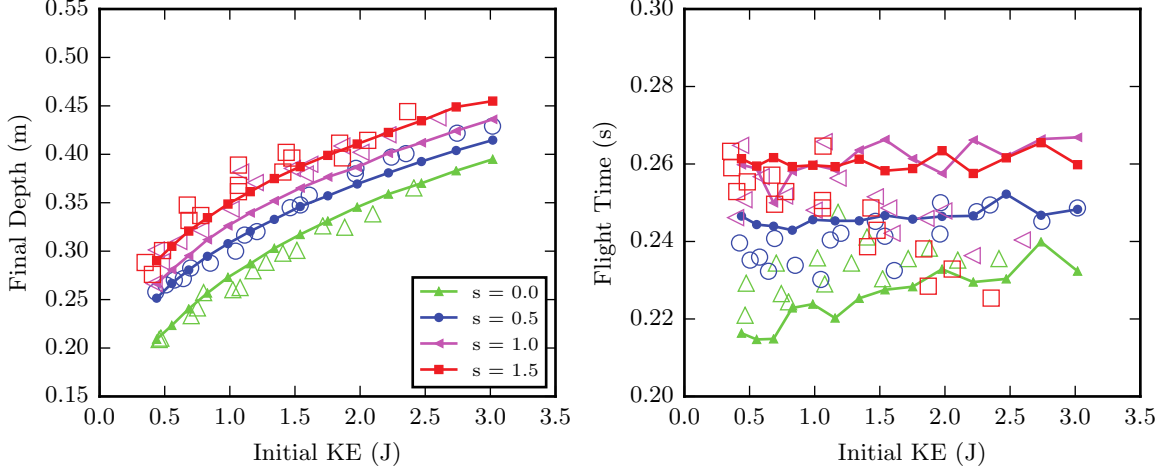 0.55
0.50
0.45
0.40
0.35
0.30
0.25
0.20
0.15
Final Depth (m)
0.0 0.5 1.0 1.5 2.0 2.5 3.0 3.5
Initial KE (J)
s = 0.0
s = 0.5
s = 1.0
s = 1.5
0.30
0.28
0.26
0.24
0.22
0.20
Flight Time (s)
0.0 0.5 1.0 1.5 2.0 2.5 3.0 3.5
Initial KE (J)